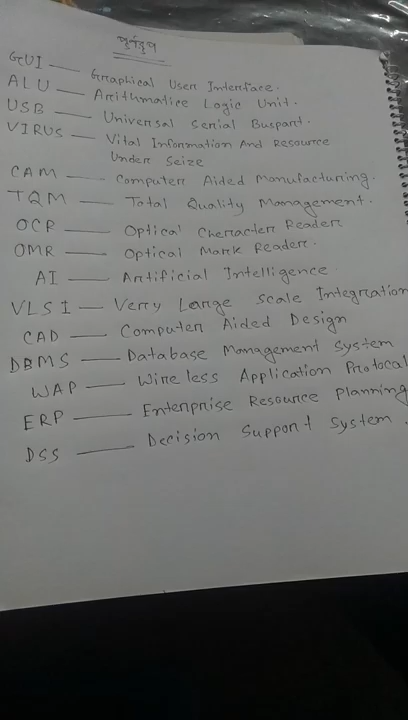 পূর্ণরূপ
GUI — Graphical User Interface.
ALU — Arithmatice Logic Unit.
USB — Universal Serial Buspart.
VIRUS — Vital Information And Resource
Under Seize
CAM — Computer Aided Manufacturing.
TQM — Total Quality Management.
OCR — Optical Cherracter Reader
OMR — Optical Mark Reader.
AI — Artificial Intelligence.
VLSI — Verry Large Scale Integration
CAD — Computer Aided Design
DBMS — Database Management System
WAP — Wireless Application Protocal
ERP — Enterprise Resource Planning
DSS — Decision Support System.